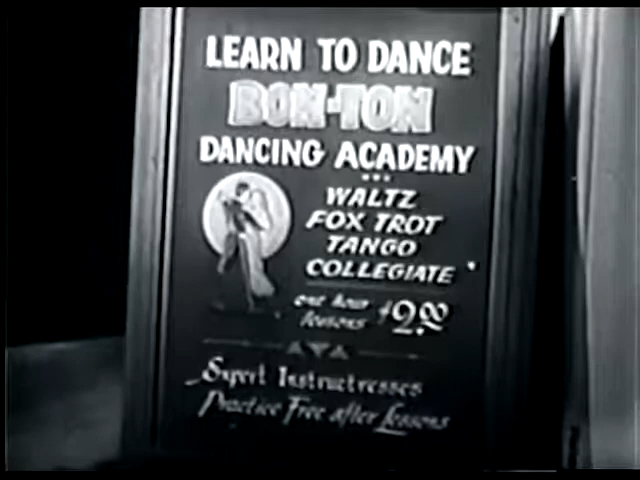 LEARN TO DANCE
BON-TON
DANCING ACADEMY
WALTZ
FOX TROT
TANGO
COLLEGIATE
one hour
lessons $2.00
Expert Instructresses
Practice Free after Lessons